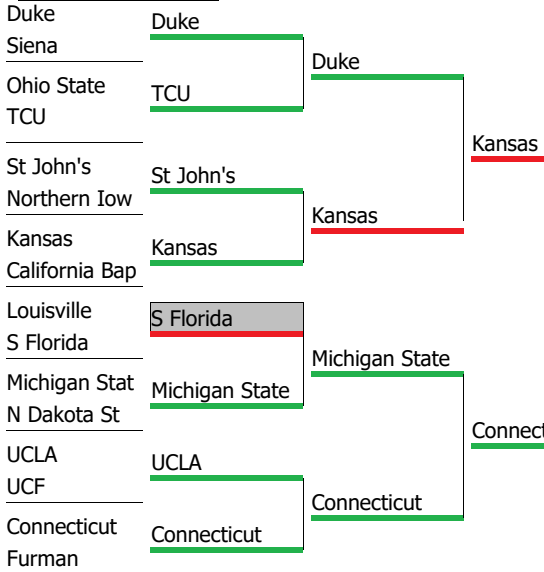 Duke
Siena
Ohio State
TCU
St John's
Northern Iow
Kansas
California Bap
Louisville
S Florida
Michigan Stat
N Dakota St
UCLA
UCF
Connecticut
Furman
Duke
TCU
St John's
Kansas
S Florida
Michigan State
UCLA
Connecticut
Duke
Kansas
Michigan State
Connecticut
Kansas
Connect